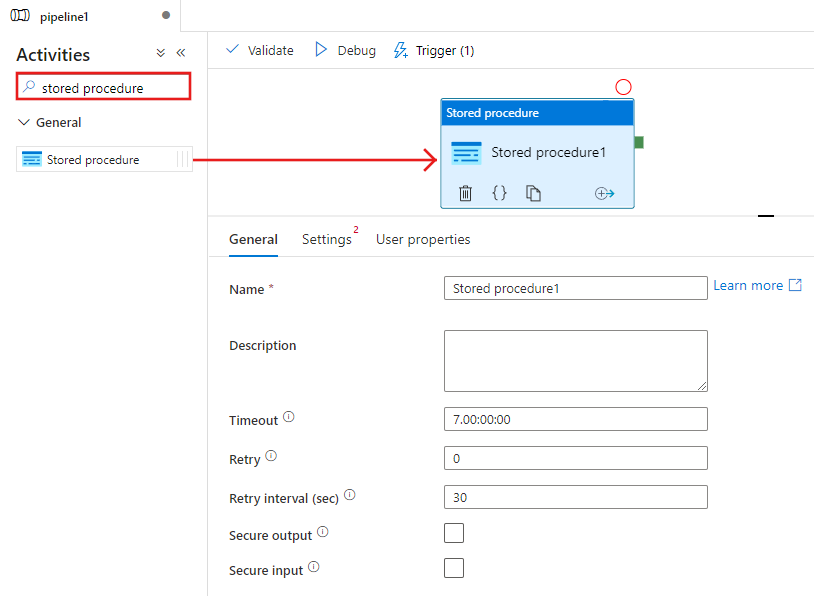 pipeline1
Activities
Validate Debug Trigger (1)
stored procedure
General
Stored procedure
Stored procedure
Stored procedure1
{}
General Settings 2 User properties
Name * Stored procedure1 Learn more
Description
Timeout 7.00:00:00
Retry 0
Retry interval (sec) 30
Secure output
Secure input